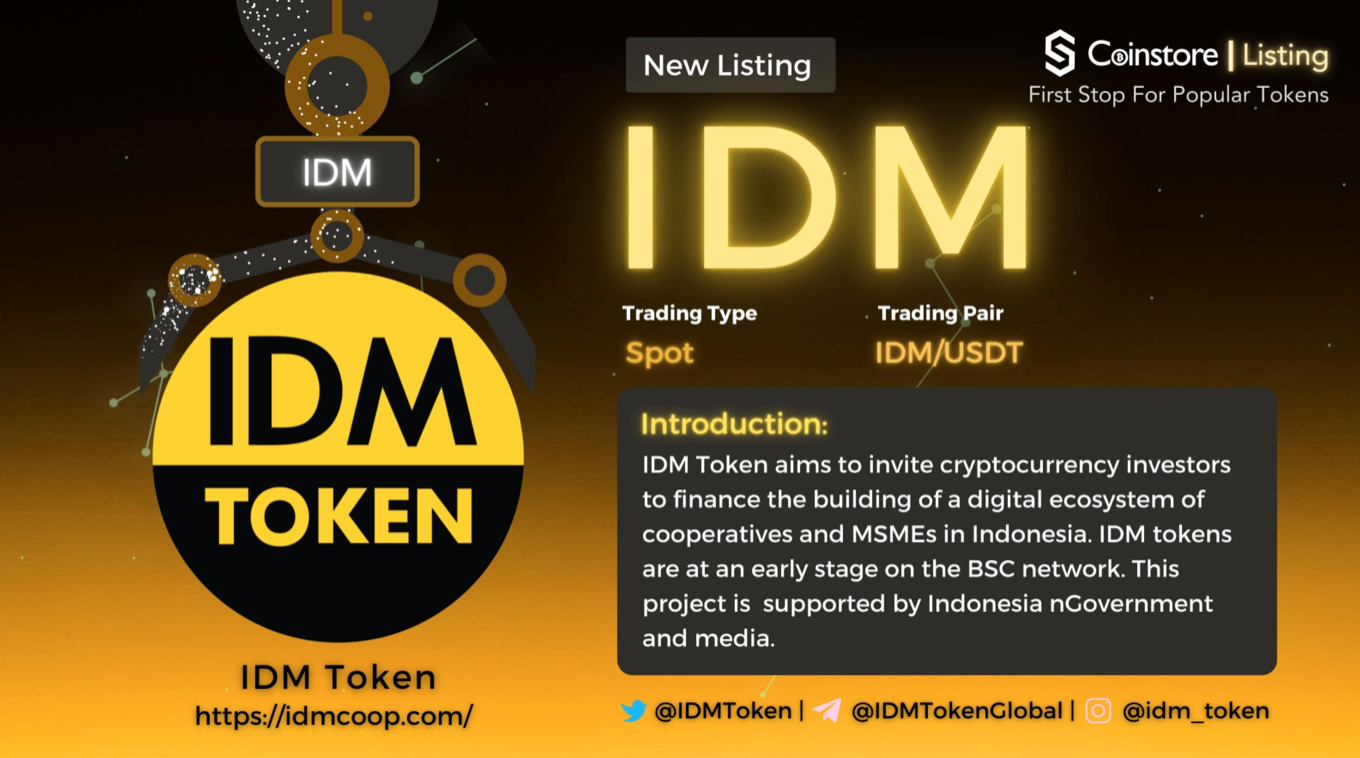 New Listing
Coinstore | Listing
First Stop For Popular Tokens
IDM
IDM
Trading Type
Trading Pair
Spot
IDM/USDT
IDM
TOKEN
Introduction:
IDM Token aims to invite cryptocurrency investors
to finance the building of a digital ecosystem of
cooperatives and MSMEs in Indonesia. IDM tokens
are at an early stage on the BSC network. This
project is  supported by Indonesia nGovernment
and media.
IDM Token
https://idmcoop.com/
@IDMToken | @IDMTokenGlobal | @idm_token